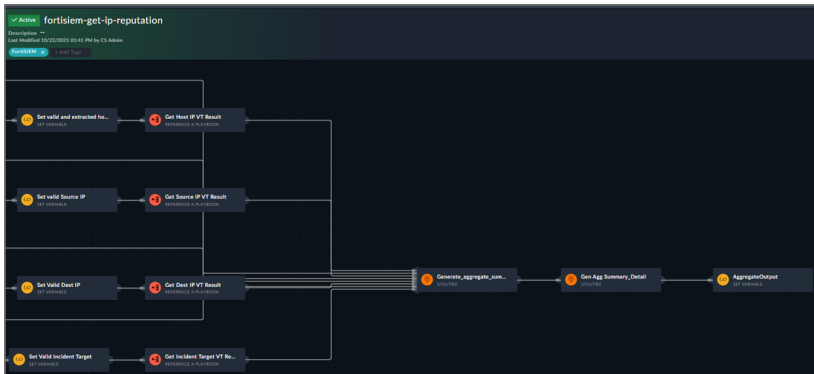 ✓ Active fortisiem-get-ip-reputation
Description --
Last Modified 10/22/2021 01:41 PM by CS Admin
FortiSIEM × + Add Tags
Set valid and extracted ho...
SET VARIABLE
Get Host IP VT Result
REFERENCE A PLAYBOOK
Set valid Source IP
SET VARIABLE
Get Source IP VT Result
REFERENCE A PLAYBOOK
Generate_aggregate_sum...
UTILITIES
Gen Agg Summary_Detail
UTILITIES
AggregateOutput
SET VARIABLE
Set Valid Dest IP
SET VARIABLE
Get Dest IP VT Result
REFERENCE A PLAYBOOK
Set Valid Incident Target
SET VARIABLE
Get Incident Target VT Re...
REFERENCE A PLAYBOOK